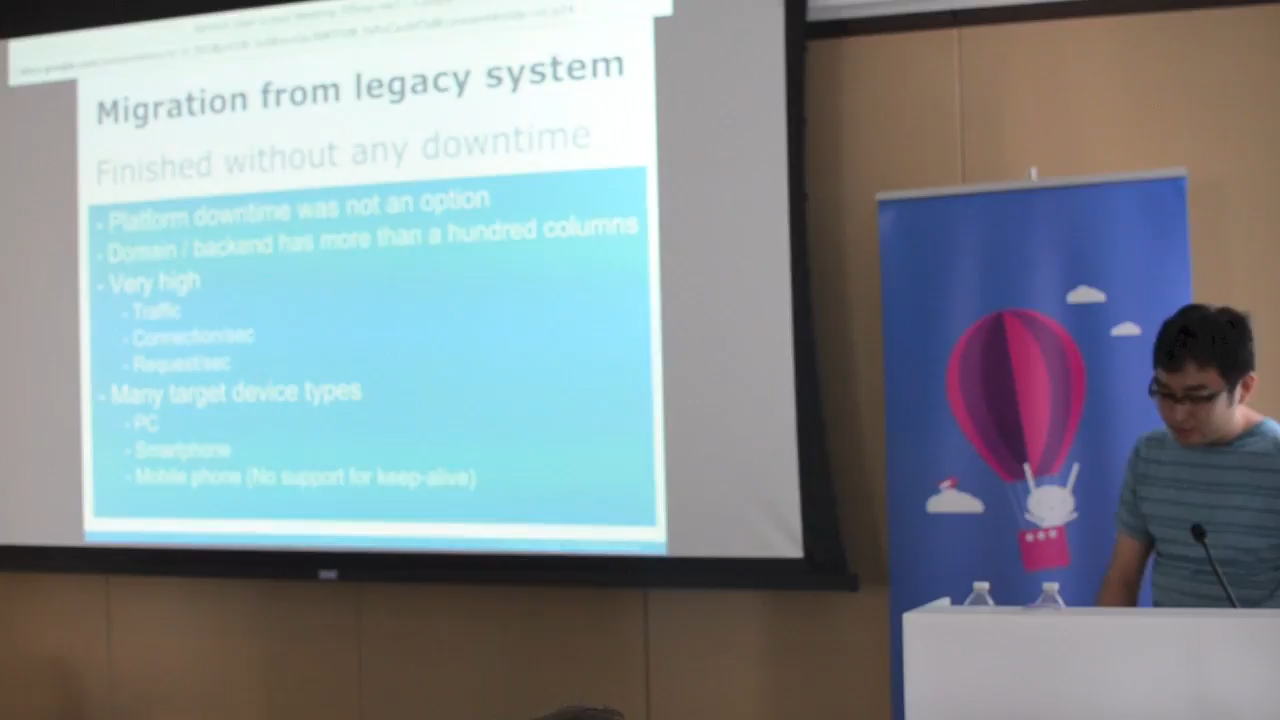 Migration from legacy system
Finished without any downtime
- Platform downtime was not an option
- Domain / backend has more than a hundred columns
- Very high
- Traffic
- Connection/sec
- Request/sec
- Many target device types
- PC
- Smartphone
- Mobile phone (No support for keep-alive)